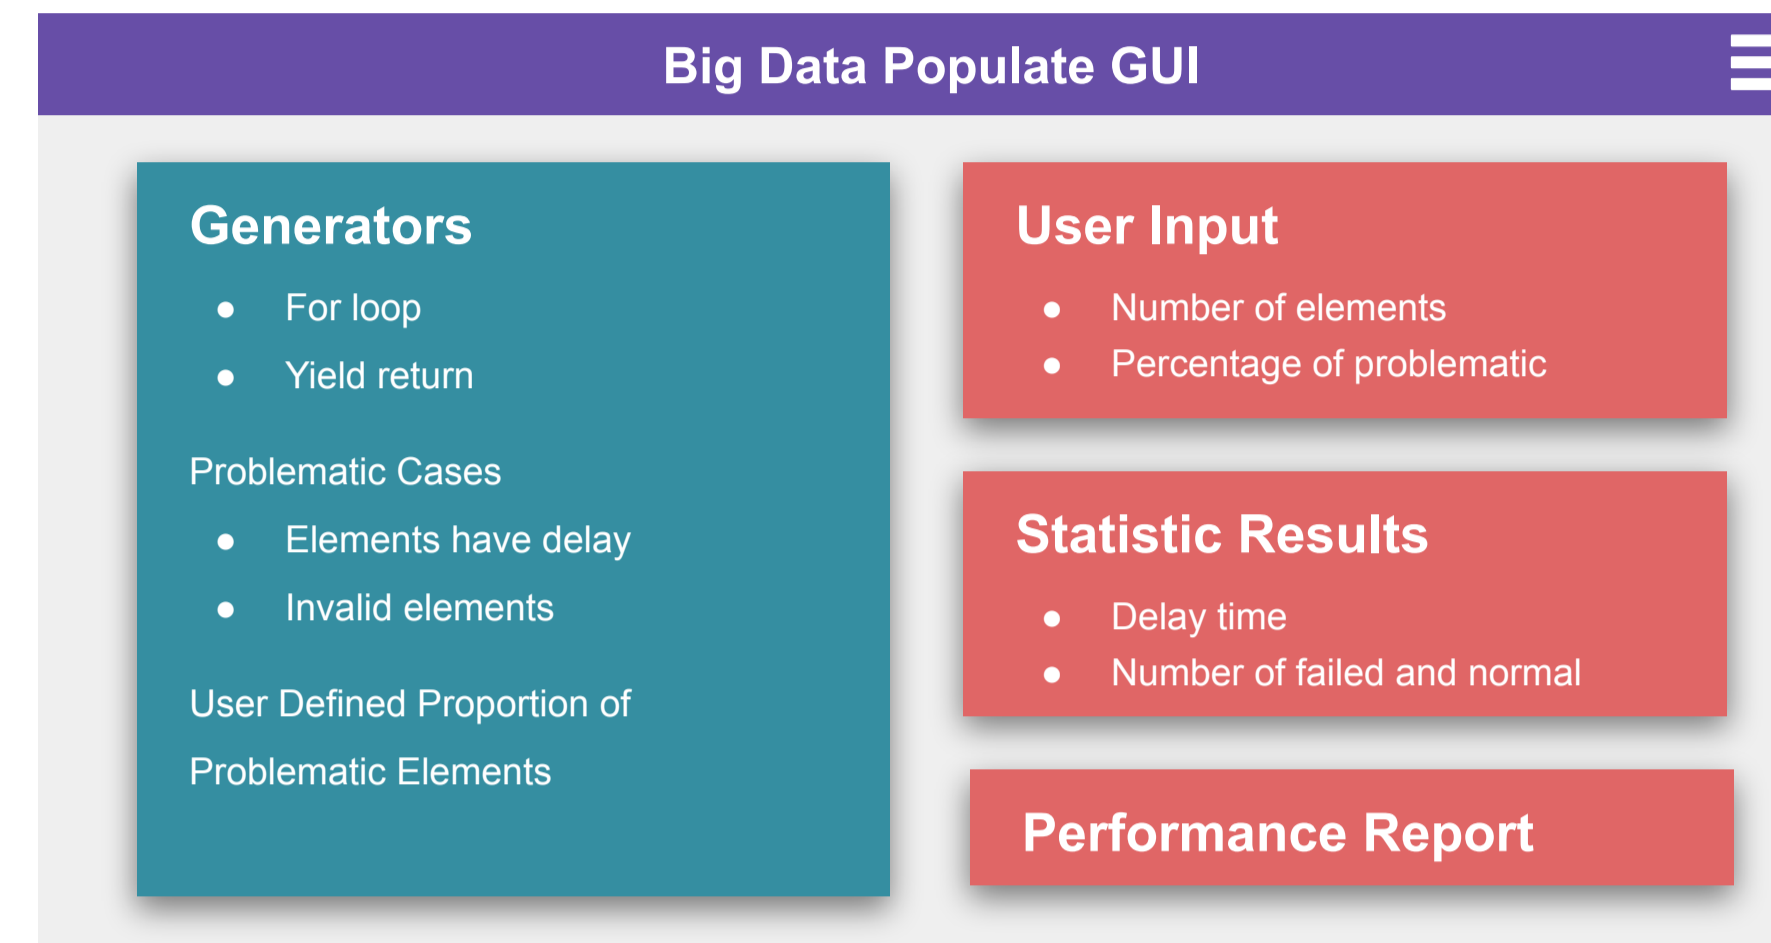 Big Data Populate GUI
Generators
● For loop
● Yield return
Problematic Cases
● Elements have delay
● Invalid elements
User Defined Proportion of
Problematic Elements
User Input
● Number of elements
● Percentage of problematic
Statistic Results
● Delay time
● Number of failed and normal
Performance Report